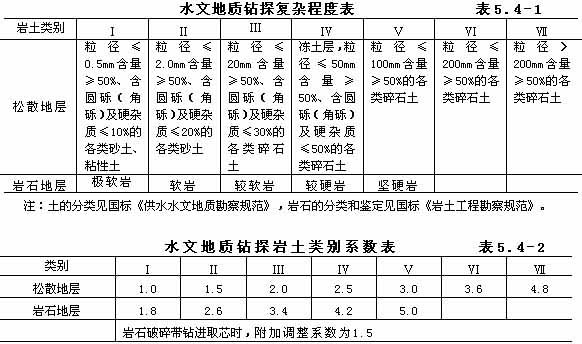 水文地质钻探复杂程度表 表5.4-1
岩土类别 Ⅰ Ⅱ Ⅲ Ⅳ Ⅴ Ⅵ Ⅶ
松散地层
粒径≤
0.5mm含量
≥50%、含
圆砾(角
砾)及硬杂
质≤10%的
各类砂土、
粘性土
粒径≤
2.0mm含量
≥50%、含
圆砾(角
砾)及硬杂
质≤20%的
各类砂土
粒径≤
20mm含量
≥50%、含
圆砾(角
砾)及硬杂
质≤30%的
各类碎石
土
冻土层,粒
径≤50mm
含量≥
50%、含圆
砾(角砾)
及硬杂质
≤50%的各
类碎石土
粒径≤
100mm含量
≥50%的各
类碎石土
粒径≤
200mm含量
≥50%的各
类碎石土
粒径>
200mm含量
≥50%的各
类碎石土
岩石地层 极软岩 软岩 较软岩 较硬岩 坚硬岩
注:土的分类见国标《供水水文地质勘察规范》,岩石的分类和鉴定见国标《岩土工程勘察规范》。
水文地质钻探岩土类别系数表 表5.4-2
类别 Ⅰ Ⅱ Ⅲ Ⅳ Ⅴ Ⅵ Ⅶ
松散地层 1.0 1.5 2.0 2.5 3.0 3.6 4.8
岩石地层 1.8 2.6 3.4 4.2 5.0
岩石破碎带钻进取芯时,附加调整系数为1.5